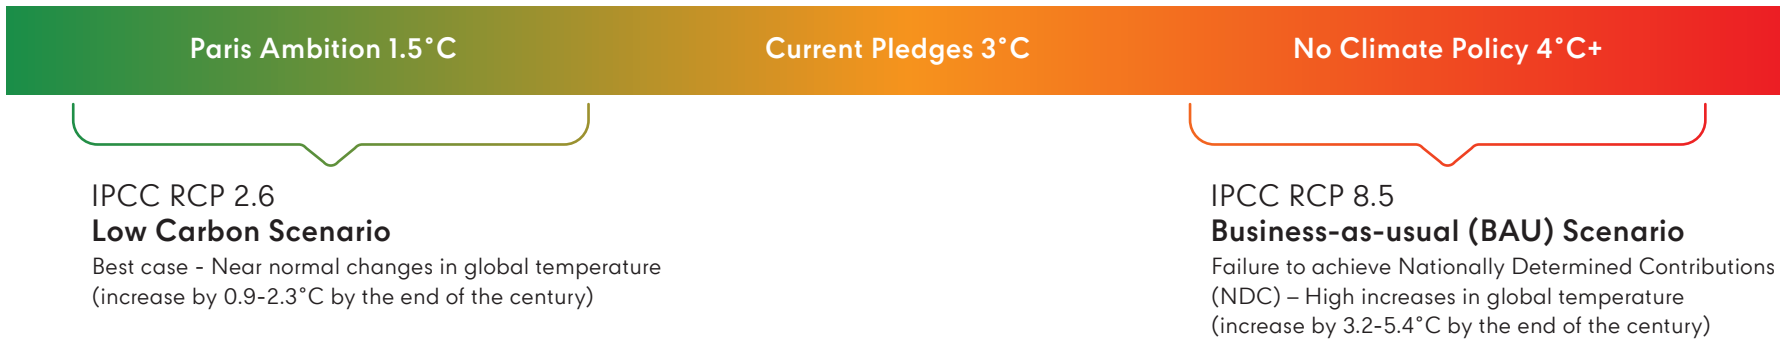 Paris Ambition 1.5°C
Current Pledges 3°C
No Climate Policy 4°C+
IPCC RCP 2.6
Low Carbon Scenario
Best case - Near normal changes in global temperature
(increase by 0.9-2.3°C by the end of the century)
IPCC RCP 8.5
Business-as-usual (BAU) Scenario
Failure to achieve Nationally Determined Contributions
(NDC) – High increases in global temperature
(increase by 3.2-5.4°C by the end of the century)